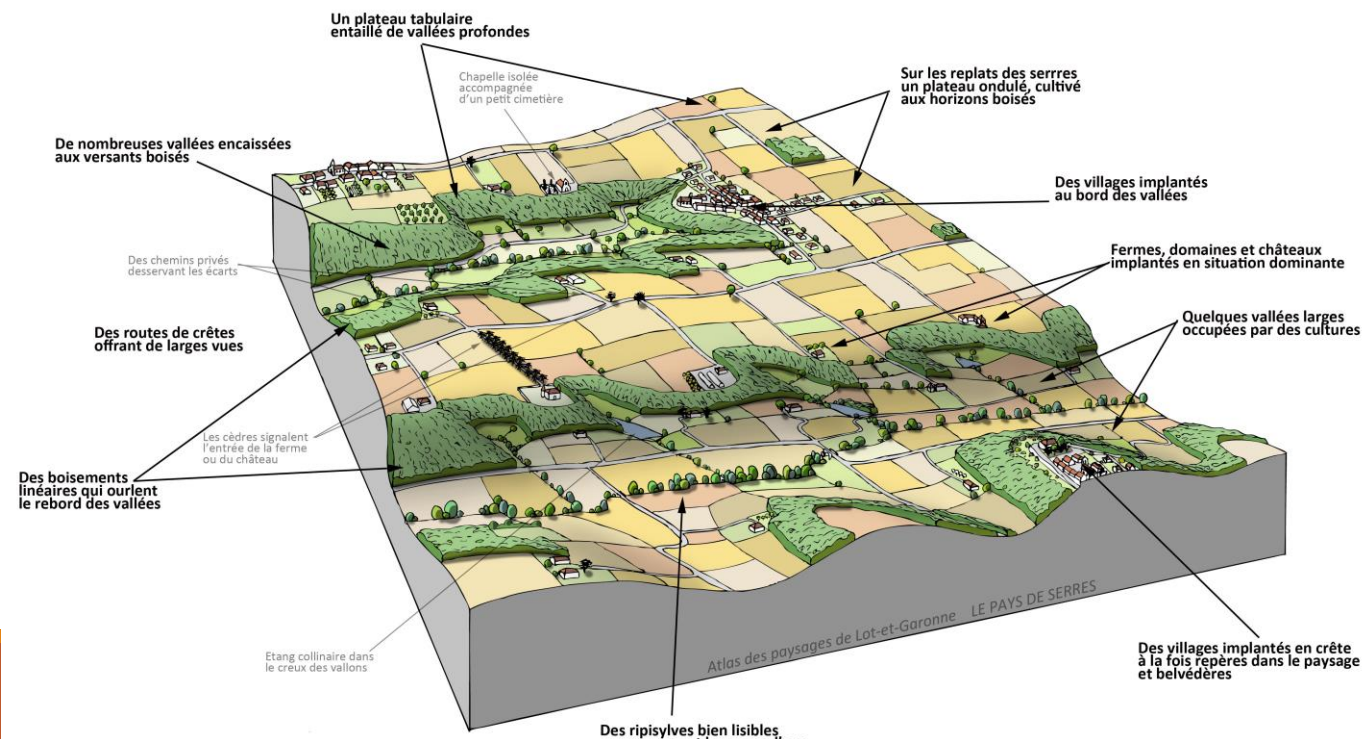 Un plateau tabulaire
entaillé de vallées profondes
Chapelle isolée
accompagnée
d'un petit cimetière
Sur les replats des serrres
un plateau ondulé, cultivé
aux horizons boisés
De nombreuses vallées encaissées
aux versants boisés
Des villages implantés
au bord des vallées
Des chemins privés
desservant les écarts
Fermes, domaines et châteaux
implantés en situation dominante
Des routes de crêtes
offrant de larges vues
Quelques vallées larges
occupées par des cultures
Les cèdres signalent
l'entrée de la ferme
ou du château
Des boisements
linéaires qui ourlent
le rebord des vallées
Etang collinaire dans
le creux des vallons
Atlas des paysages de Lot-et-Garonne LE PAYS DE SERRES
Des villages implantés en crête
à la fois repères dans le paysage
et belvédères
Des ripisylves bien lisibles